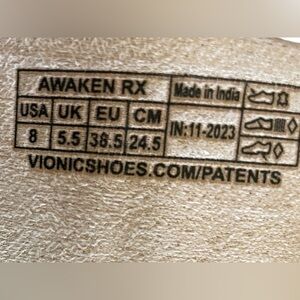 AWAKEN RX Made in India
USA UK EU CM
8 5.5 38.5 24.5 IN:11-2023
VIONICSHOES.COM/PATENTS